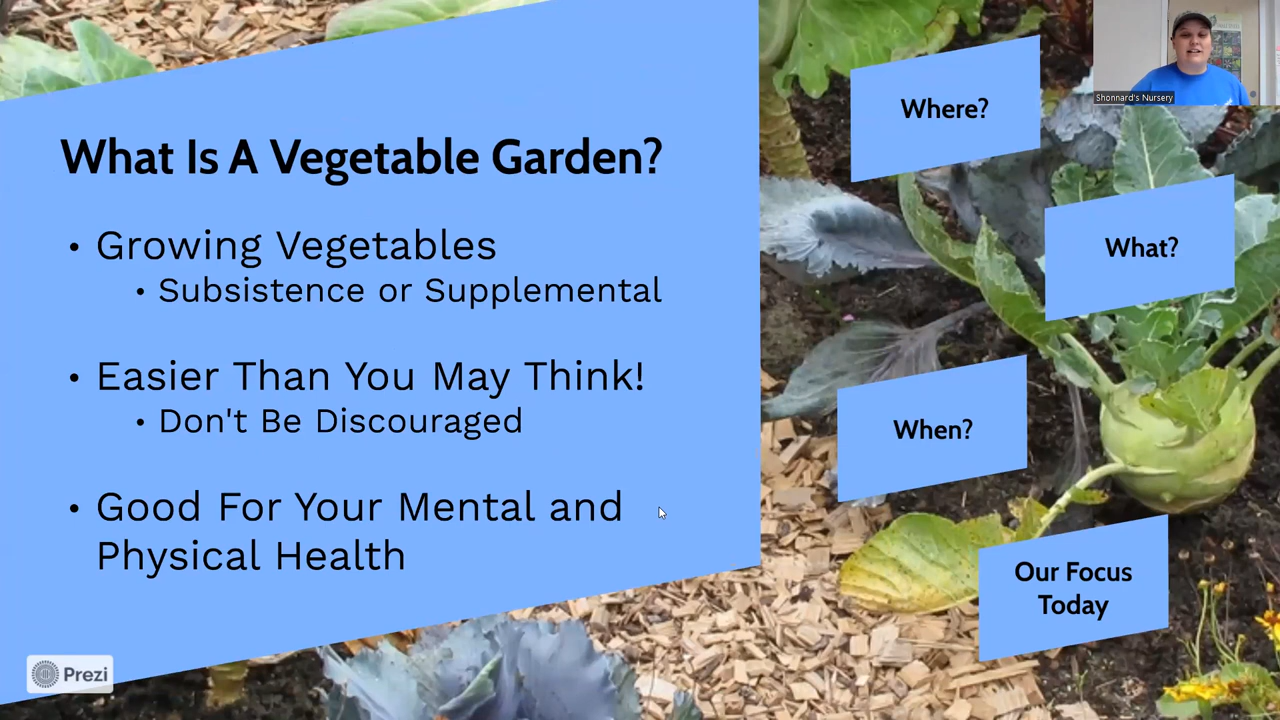 What Is A Vegetable Garden?
• Growing Vegetables
• Subsistence or Supplemental
• Easier Than You May Think!
• Don't Be Discouraged
• Good For Your Mental and
Physical Health
Where?
What?
When?
Our Focus
Today
Shonnard's Nursery
Prezi